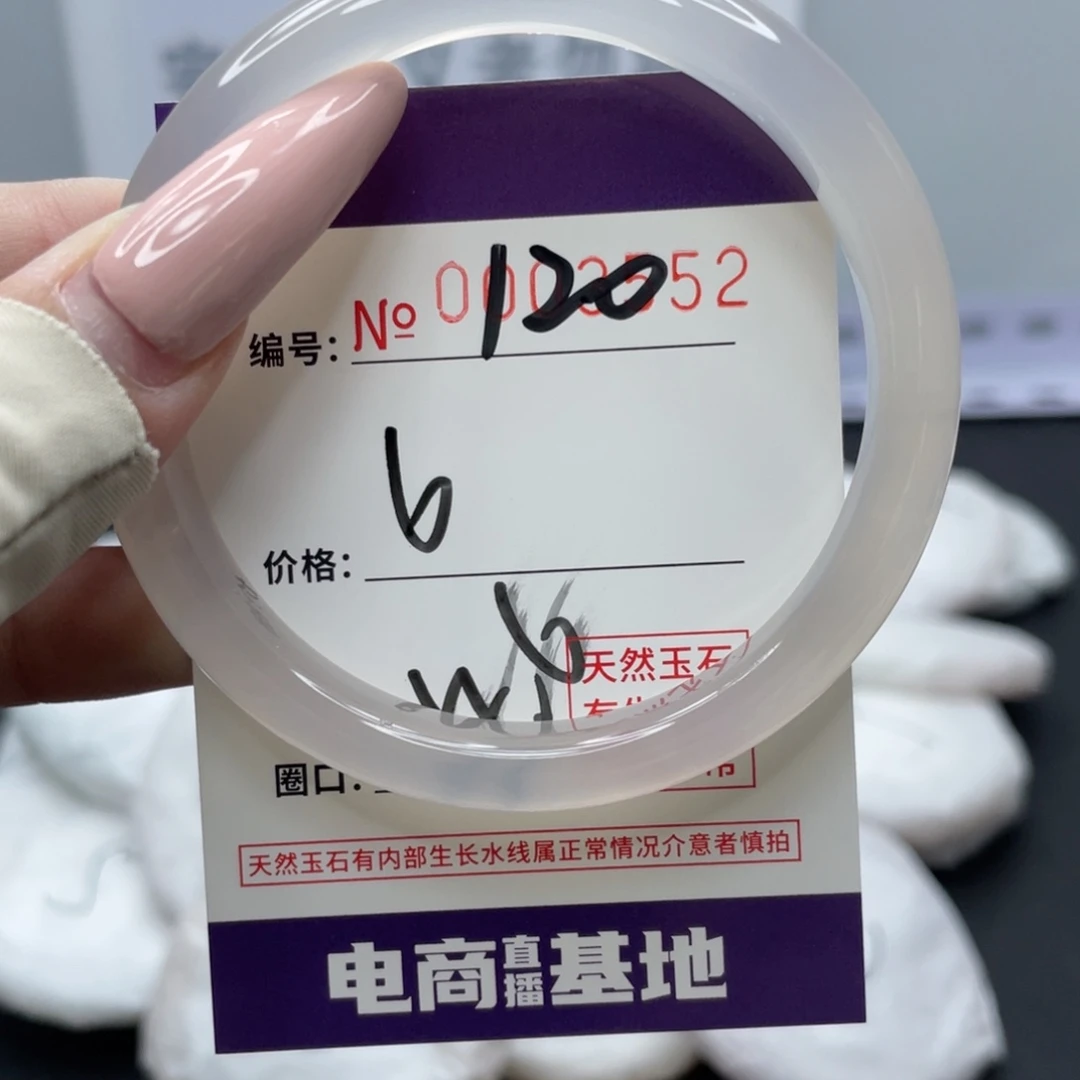 编号: № 0003552
120
价格: 6
6
天然玉石
圈口:
天然玉石有内部生长水线属正常情况介意者慎拍
电商直播基地